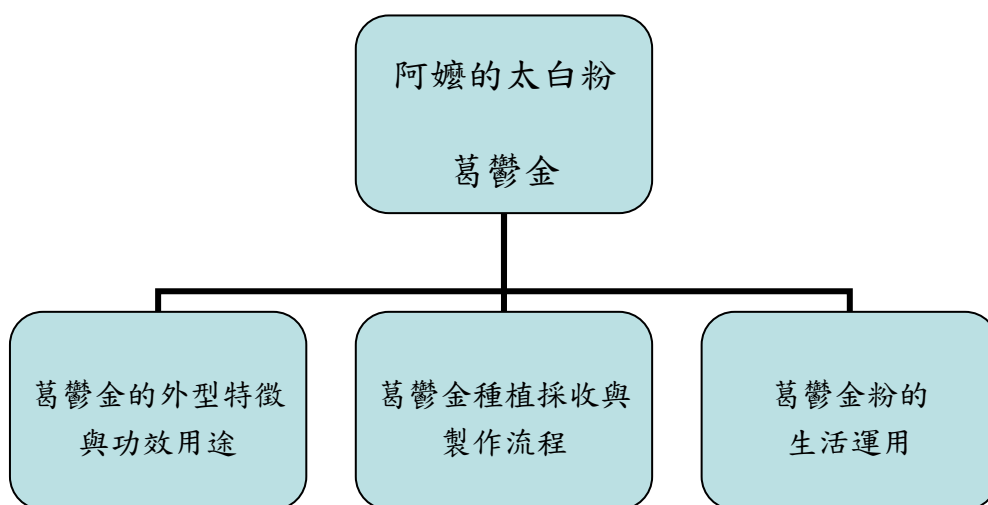 阿嬤的太白粉
葛鬱金
葛鬱金的外型特徵
與功效用途
葛鬱金種植採收與
製作流程
葛鬱金粉的
生活運用